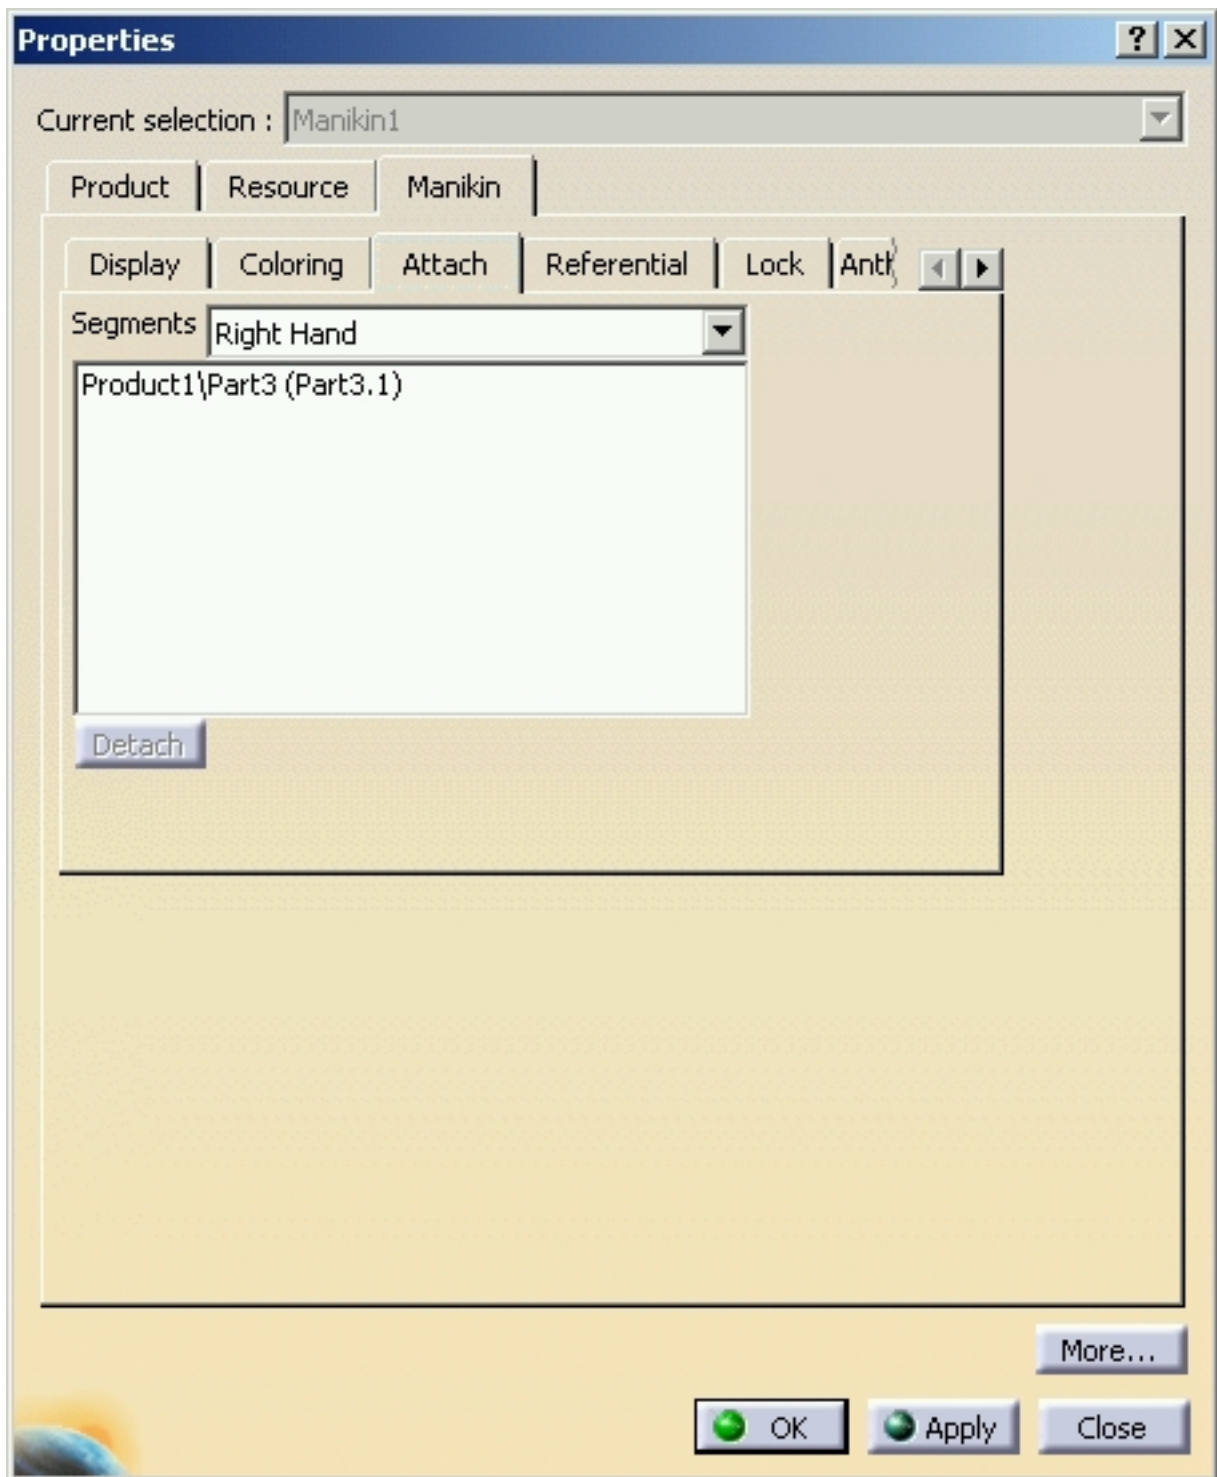 Properties
Current selection : Manikin1
Product Resource Manikin
Display Coloring Attach Referential Lock
Segments Right Hand
Product1\Part3 (Part3.1)
Detach
More...
OK Apply Close